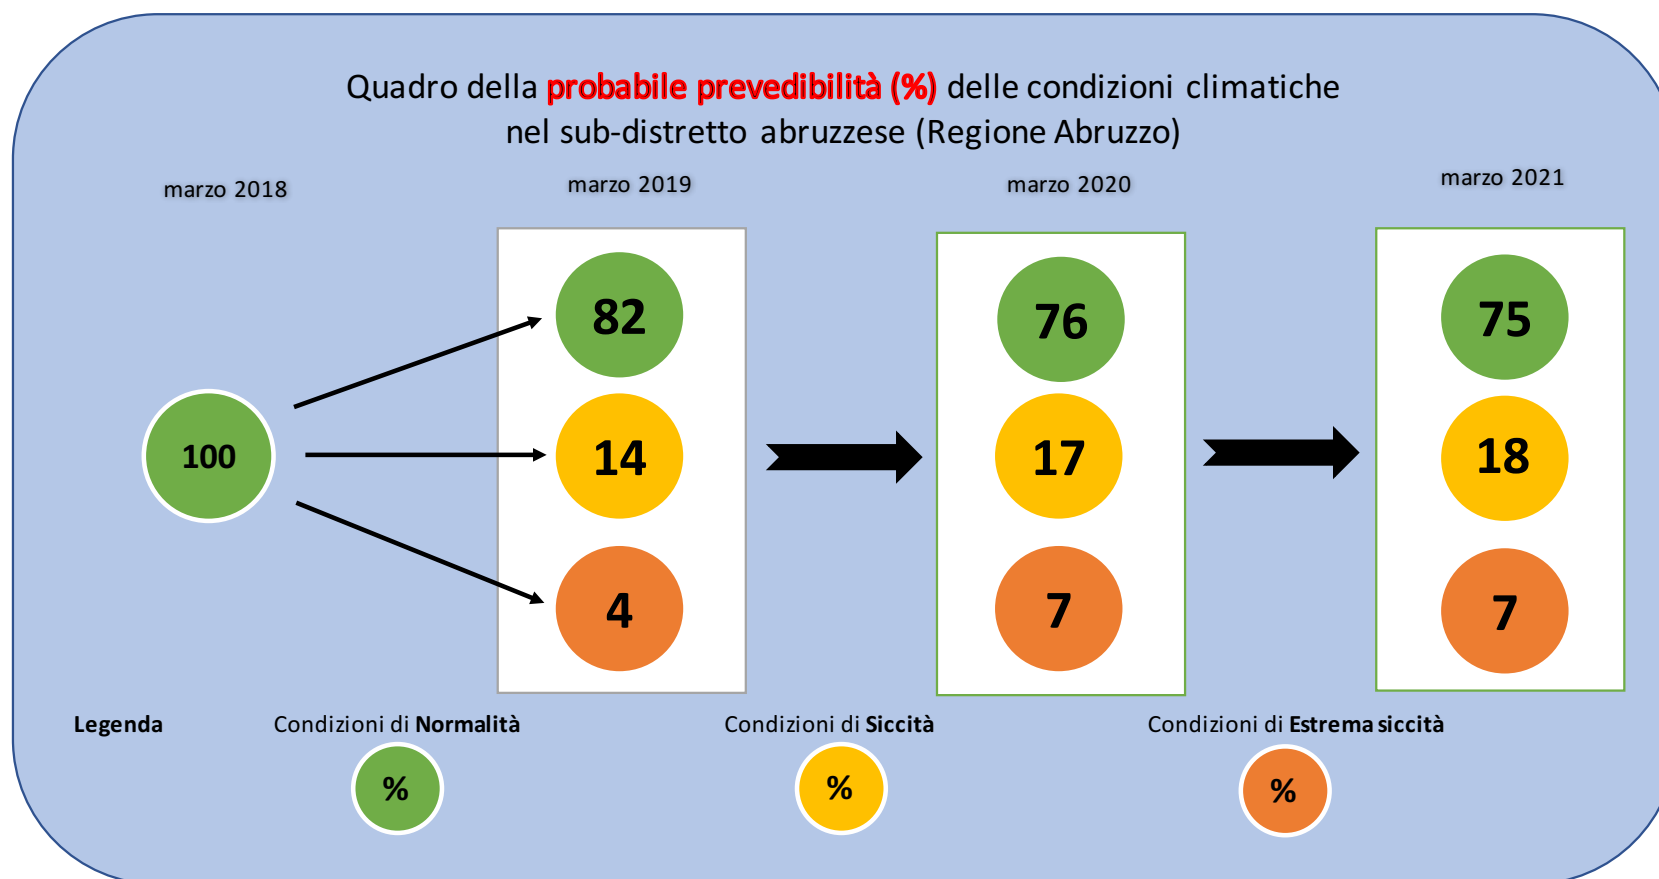 Quadro della probabile prevedibilità (%) delle condizioni climatiche
nel sub-distretto abruzzese (Regione Abruzzo)
marzo 2018
marzo 2019
marzo 2020
marzo 2021
82
76
75
100
14
17
18
4
7
7
Legenda
Condizioni di Normalità
Condizioni di Siccità
Condizioni di Estrema siccità
%
%
%